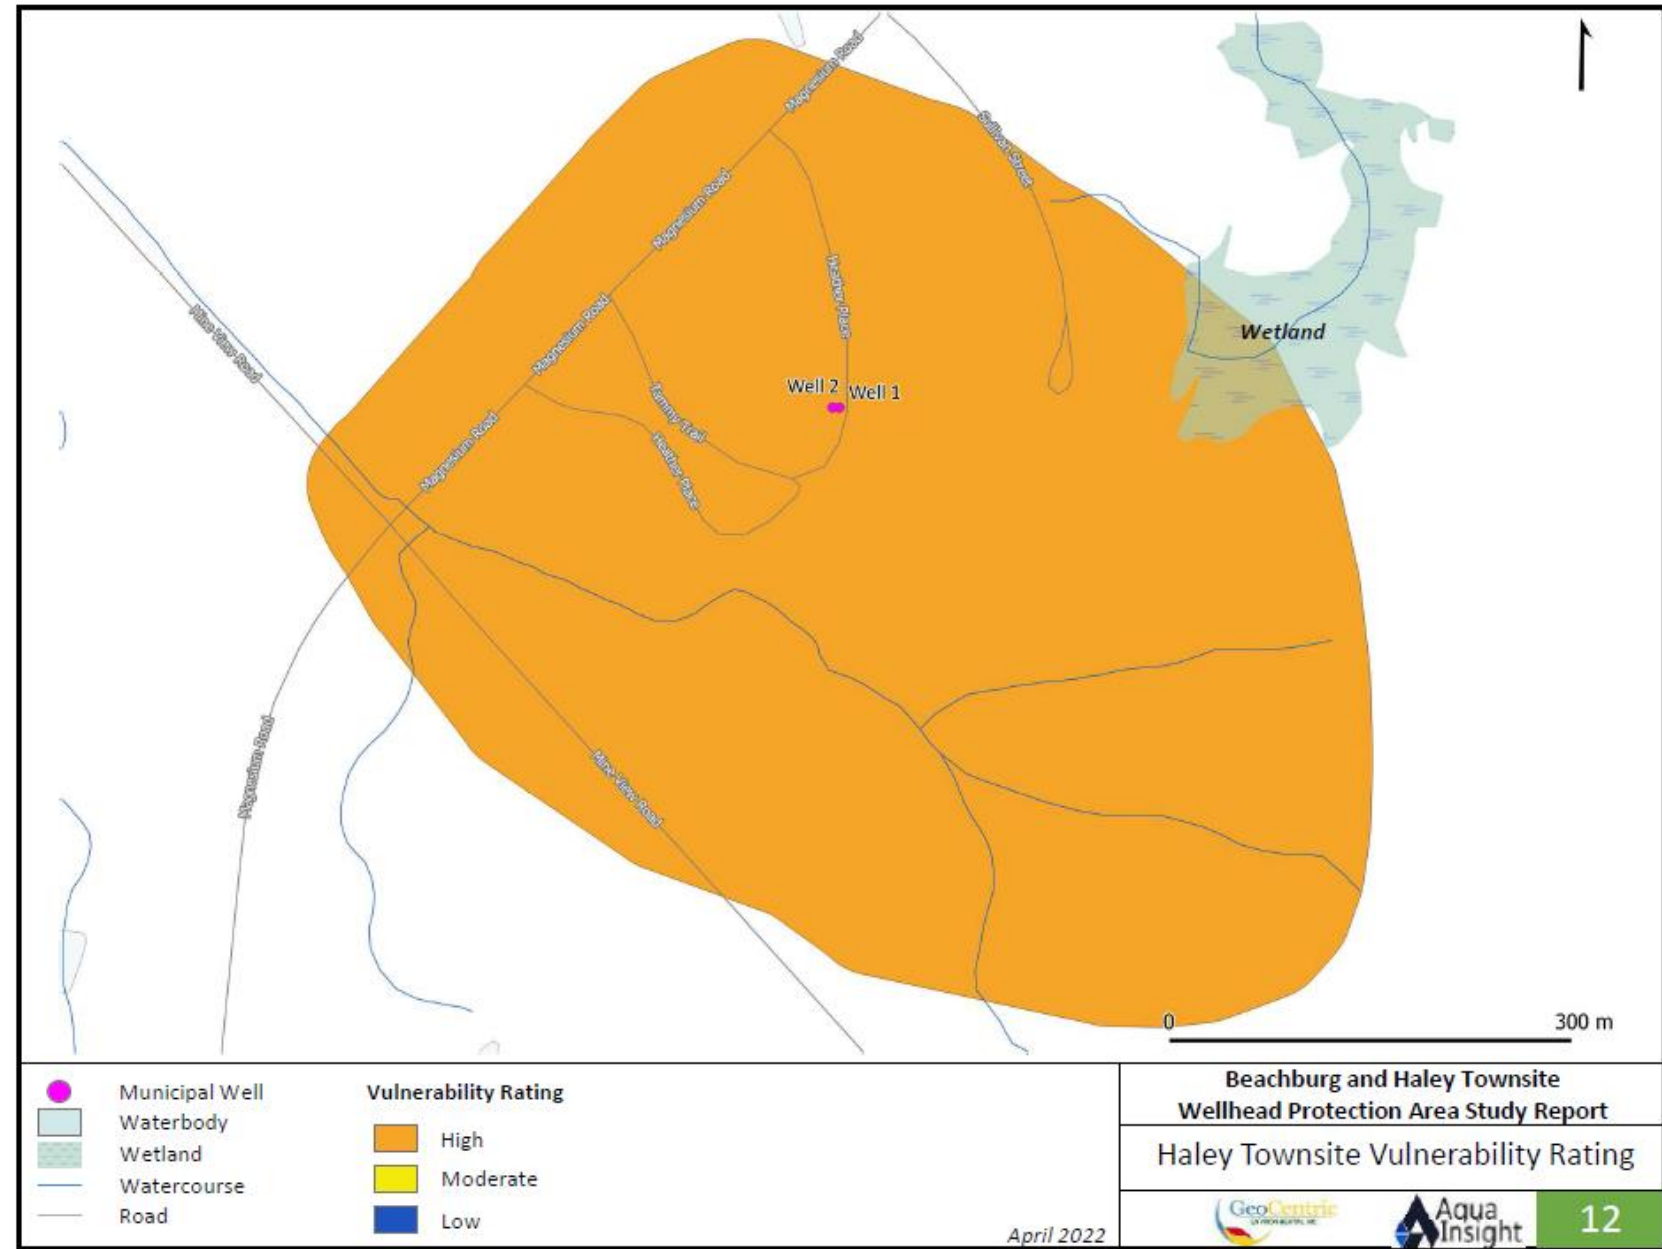 Magnesium Road
Sullivan Street
Magnesium Road
Heather Place
Mine View Road
Magnesium Road
Wetland
Well 2
Well 1
Tammy Trail
Magnesium Road
Heather Place
Magnesium Road
Mine View Road
0
300 m
Municipal Well
Waterbody
Wetland
Watercourse
Road
Vulnerability Rating
High
Moderate
Low
April 2022
Beachburg and Haley Townsite
Wellhead Protection Area Study Report
Haley Townsite Vulnerability Rating
GeoCentric
Aqua
Insight
12